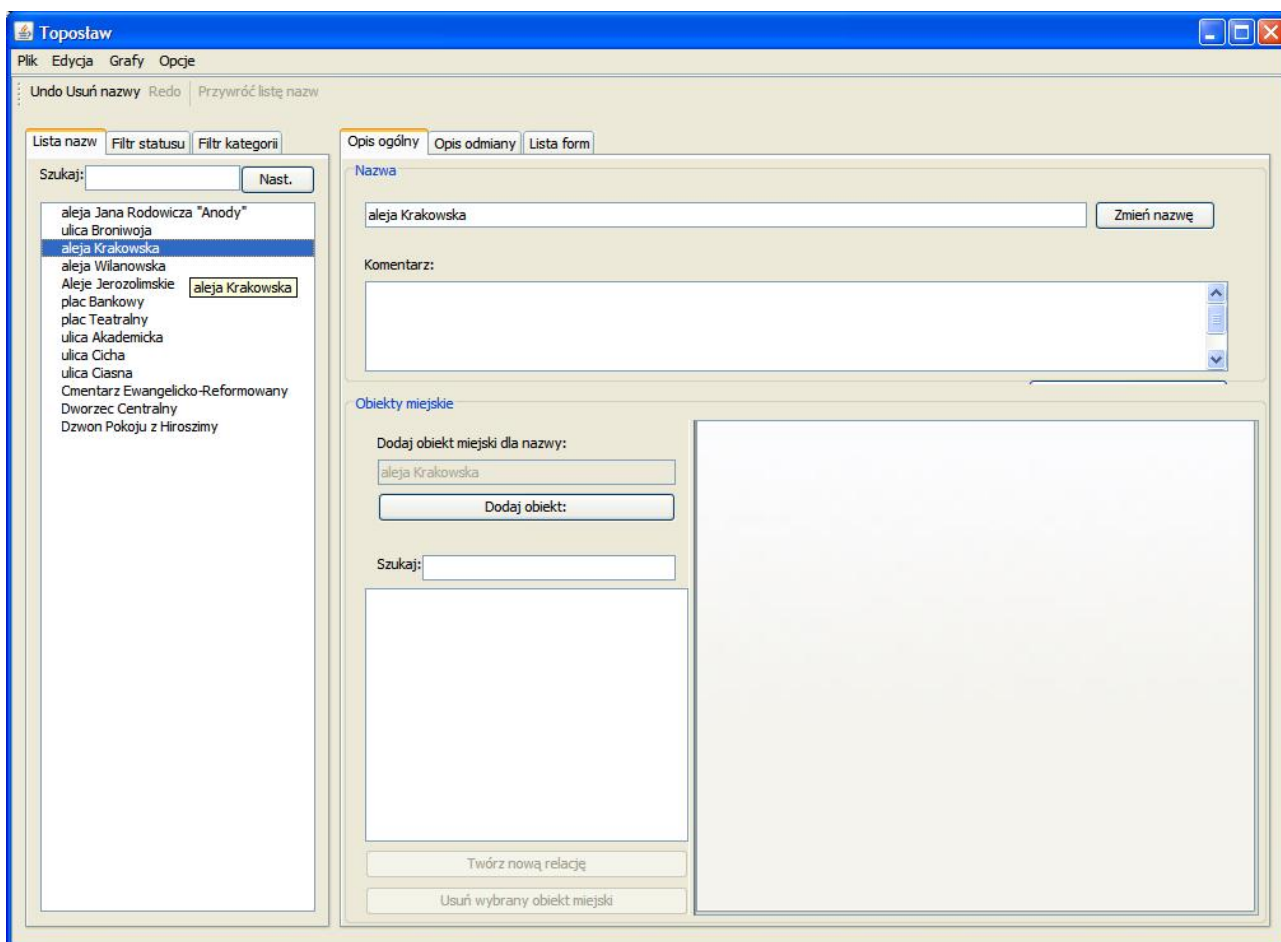 Toposław
Plik Edycja Grafy Opcje
Undo Usuń nazwy Redo Przywróć listę nazw
Lista nazw Filtr statusu Filtr kategorii
Szukaj: Nast.
aleja Jana Rodowicza "Anody"
ulica Broniwoja
aleja Krakowska
aleja Wilanowska
Aleje Jerozolimskie
aleja Krakowska
plac Bankowy
plac Teatralny
ulica Akademicka
ulica Cicha
ulica Ciasna
Cmentarz Ewangelicko-Reformowany
Dworzec Centralny
Dzwon Pokoju z Hiroszimy
Opis ogólny Opis odmiany Lista form
Nazwa
aleja Krakowska Zmień nazwę
Komentarz:
Obiekty miejskie
Dodaj obiekt miejski dla nazwy:
aleja Krakowska
Dodaj obiekt:
Szukaj:
Twórz nową relację
Usuń wybrany obiekt miejski